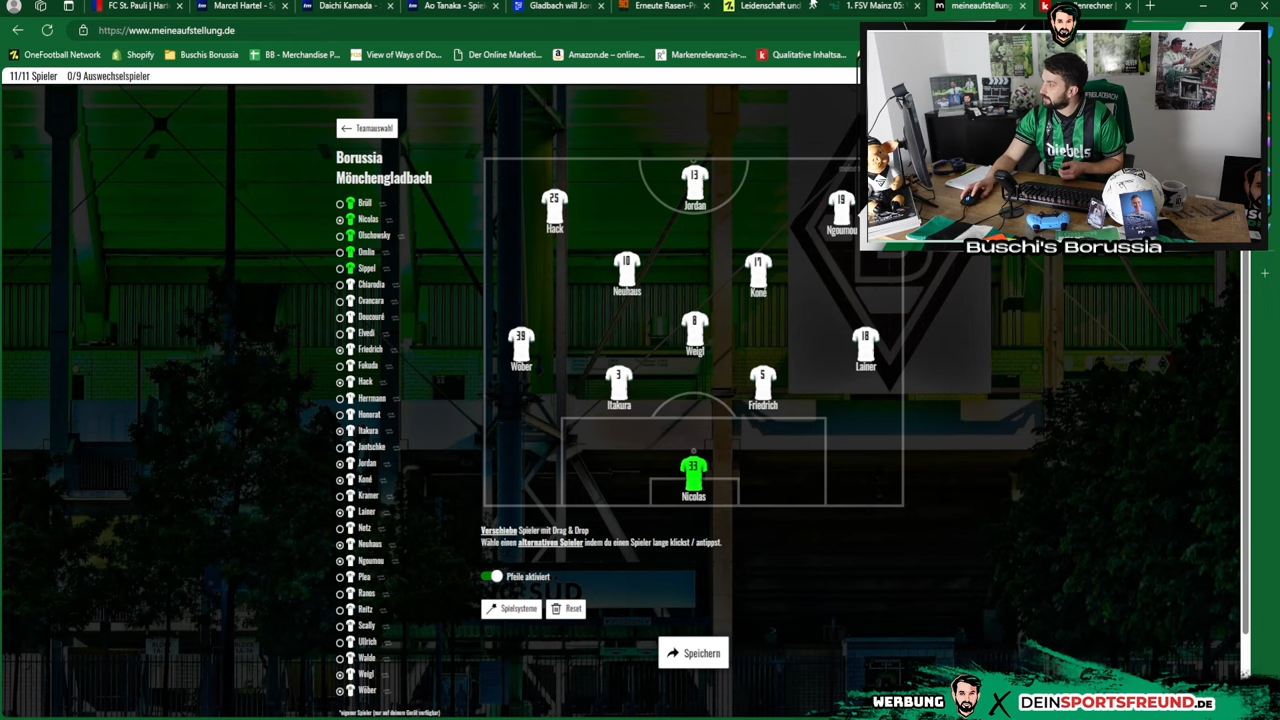 FC St. Pauli | Har
Marcel Hartel - Sp
Daichi Kamada -
Ao Tanaka - Spiel
Gladbach will Jor
Erneute Rasen-Pr
Leidenschaft und
1. FSV Mainz 05:
meineaufstellung
https://www.meineaufstellung.de
OneFootball Network
Shopify
Buschis Borussia
BB - Merchandise P...
View of Ways of Do...
Der Online Marketi...
Amazon.de – online...
Markenrelevanz-in-...
Qualitative Inhaltsa...
11/11 Spieler 0/9 Auswechselspieler
Teamauswahl
Borussia
Mönchengladbach
Brüll
Nicolas
Olschowsky
Omlin
Sippel
Chiarodia
Cvancara
Doucouré
Elvedi
Friedrich
Fukuda
Hack
Herrmann
Honorat
Itakura
Jantschke
Jordan
Koné
Kramer
Lainer
Netz
Neuhaus
Ngoumou
Plea
Ranos
Reitz
Scally
Ullrich
Walde
Weigl
Wöber
13
Jordan
25
Hack
19
Ngoumou
10
Neuhaus
17
Koné
8
Weigl
39
Wöber
18
Lainer
3
Itakura
5
Friedrich
33
Nicolas
Verschiebe Spieler mit Drag & Drop
Wähle einen alternativen Spieler indem du einen Spieler lange klickst / antippst.
Pfeile aktiviert
Spielsysteme
Reset
Speichern
diebels
Buschi's Borussia
WERBUNG X DEINSPORTSFREUND.DE